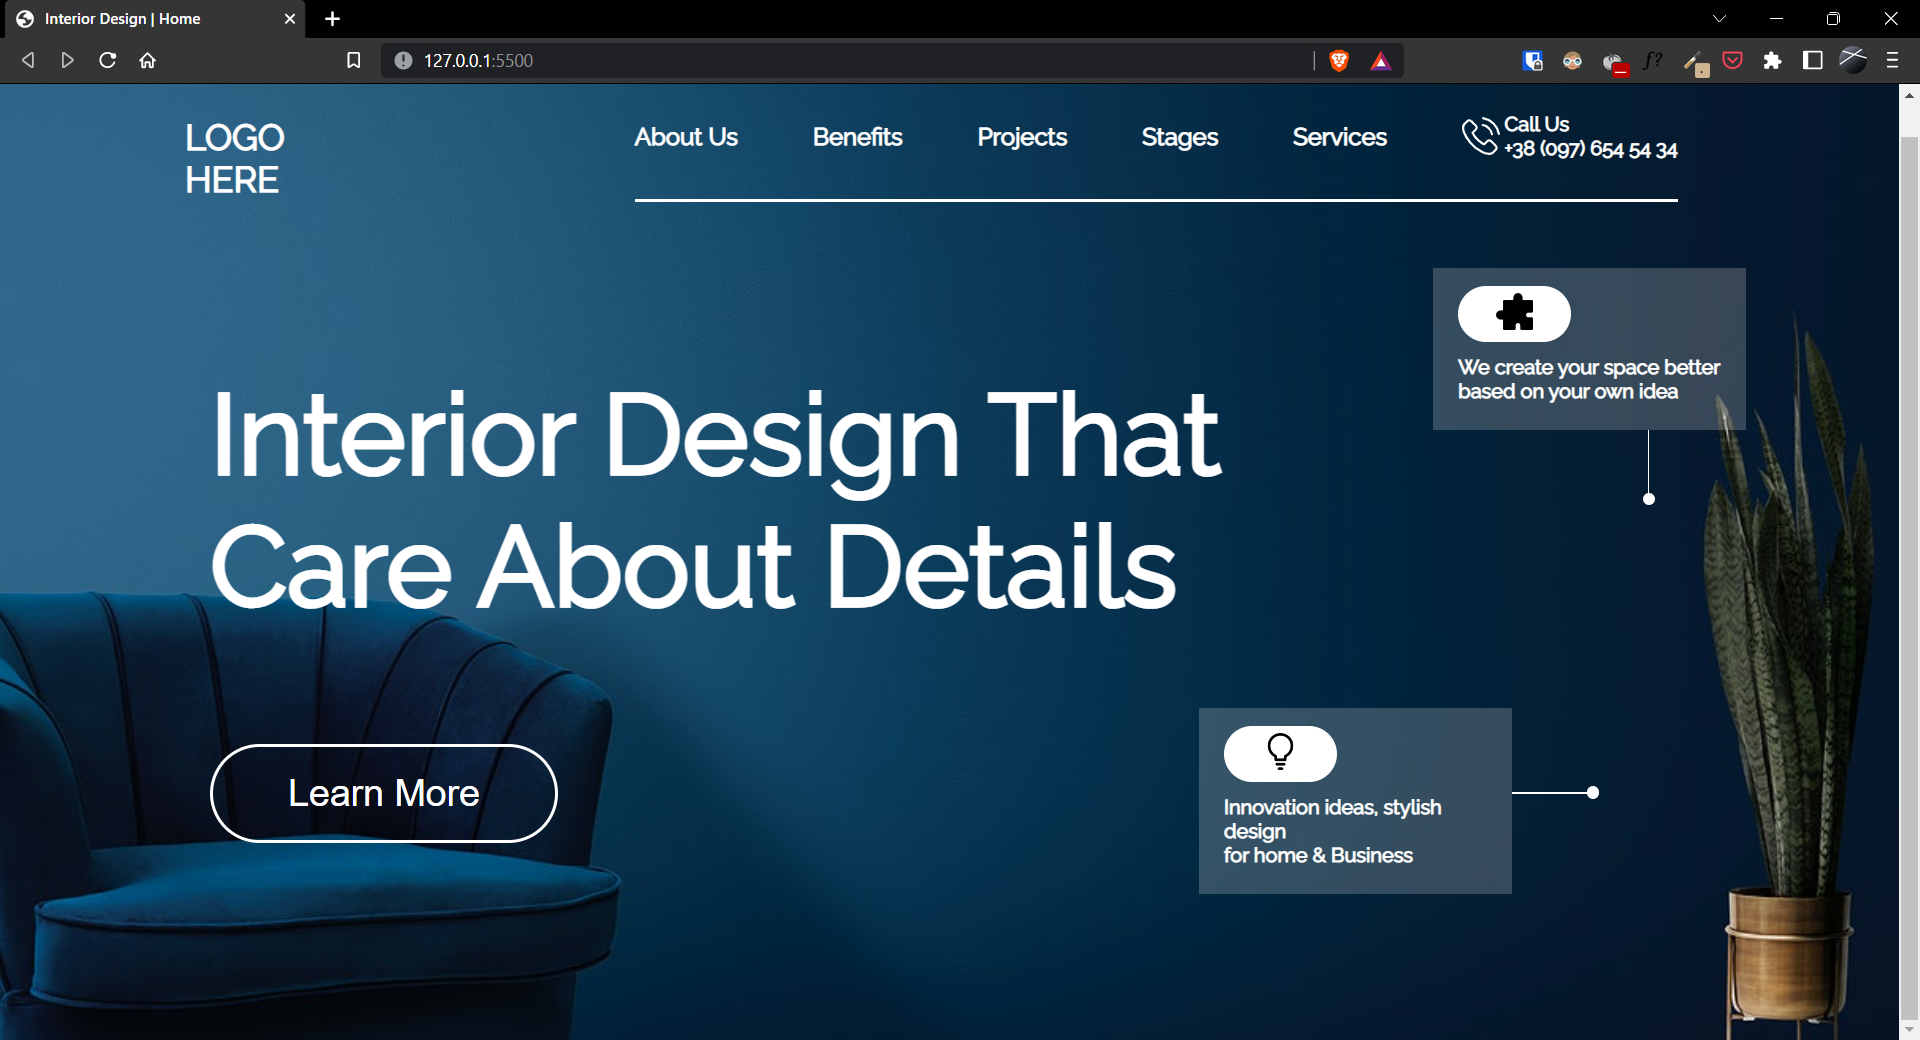 Interior Design | Home
127.0.0.1:5500
f?
LOGO
HERE
About Us
Benefits
Projects
Stages
Services
Call Us
+38 (097) 654 54 34
We create your space better
based on your own idea
Interior Design That
Care About Details
Learn More
Innovation ideas, stylish
design
for home & Business